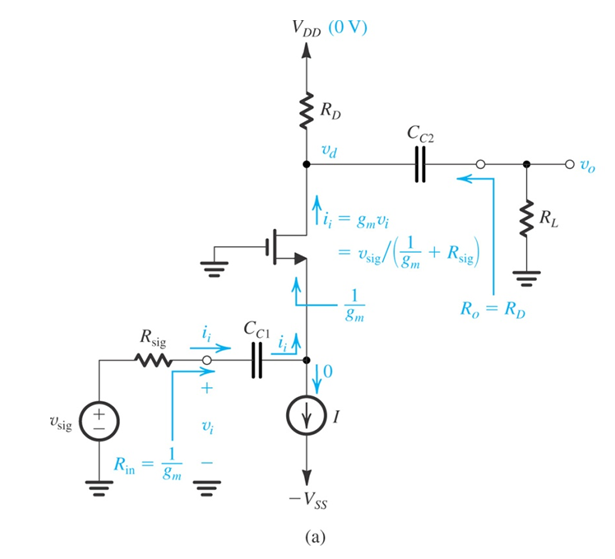 V_DD (0 V)
R_D
C_C2
v_d
v_o
i_i = g_m v_i
= v_sig/(1/g_m + R_sig)
R_L
1/g_m
R_o = R_D
R_sig
i_i
C_C1
i_i
0
+
+
−
v_sig
v_i
I
R_in = 1/g_m
−
−V_SS
(a)